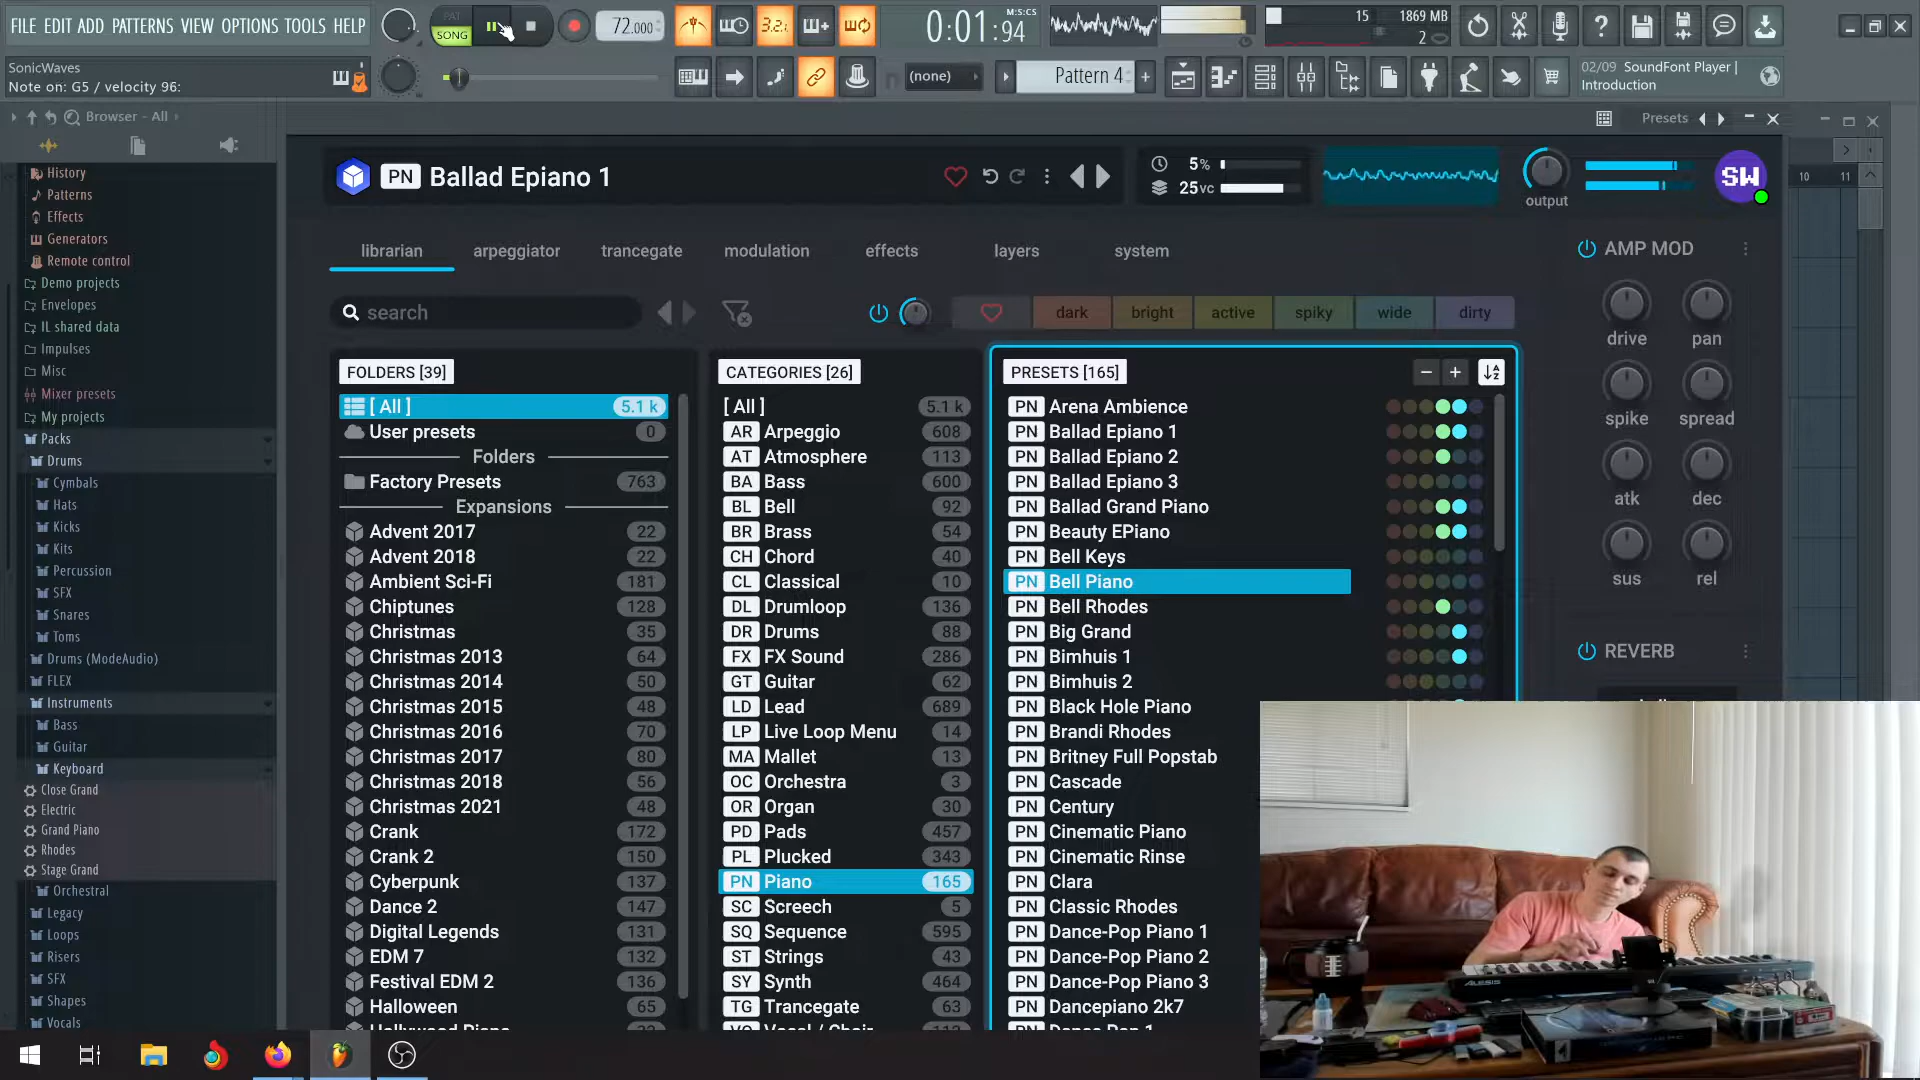 FILE EDIT ADD PATTERNS VIEW OPTIONS TOOLS HELP
PAT
SONG
72.000
3.2.
0:01:94
M:S:CS
15
1869 MB
2
SonicWaves
Note on: G5 / velocity 96:
(none)
Pattern 4
02/09 SoundFont Player |
Introduction
Browser - All
Presets
History
Patterns
Effects
Generators
Remote control
Demo projects
Envelopes
IL shared data
Impulses
Misc
Mixer presets
My projects
Packs
Drums
Cymbals
Hats
Kicks
Kits
Percussion
SFX
Snares
Toms
Drums (ModeAudio)
FLEX
Instruments
Bass
Guitar
Keyboard
Close Grand
Electric
Grand Piano
Rhodes
Stage Grand
Orchestral
Legacy
Loops
Risers
SFX
Shapes
Vocals
PN Ballad Epiano 1
5%
25vc
output
SW
10 11
librarian arpeggiator trancegate modulation effects layers system
search
dark bright active spiky wide dirty
FOLDERS [39]
[ All ] 5.1 k
User presets 0
Folders
Factory Presets 763
Expansions
Advent 2017 22
Advent 2018 22
Ambient Sci-Fi 181
Chiptunes 128
Christmas 35
Christmas 2013 64
Christmas 2014 50
Christmas 2015 48
Christmas 2016 70
Christmas 2017 80
Christmas 2018 56
Christmas 2021 48
Crank 172
Crank 2 150
Cyberpunk 137
Dance 2 147
Digital Legends 131
EDM 7 132
Festival EDM 2 136
Halloween 65
CATEGORIES [26]
[ All ] 5.1 k
AR Arpeggio 608
AT Atmosphere 113
BA Bass 600
BL Bell 92
BR Brass 54
CH Chord 40
CL Classical 10
DL Drumloop 136
DR Drums 88
FX FX Sound 286
GT Guitar 62
LD Lead 689
LP Live Loop Menu 14
MA Mallet 13
OC Orchestra 3
OR Organ 30
PD Pads 457
PL Plucked 343
PN Piano 165
SC Screech 5
SQ Sequence 595
ST Strings 43
SY Synth 464
TG Trancegate 63
PRESETS [165]
PN Arena Ambience
PN Ballad Epiano 1
PN Ballad Epiano 2
PN Ballad Epiano 3
PN Ballad Grand Piano
PN Beauty EPiano
PN Bell Keys
PN Bell Piano
PN Bell Rhodes
PN Big Grand
PN Bimhuis 1
PN Bimhuis 2
PN Black Hole Piano
PN Brandi Rhodes
PN Britney Full Popstab
PN Cascade
PN Century
PN Cinematic Piano
PN Cinematic Rinse
PN Clara
PN Classic Rhodes
PN Dance-Pop Piano 1
PN Dance-Pop Piano 2
PN Dance-Pop Piano 3
PN Dancepiano 2k7
AMP MOD
drive pan
spike spread
atk dec
sus rel
REVERB
ALESIS